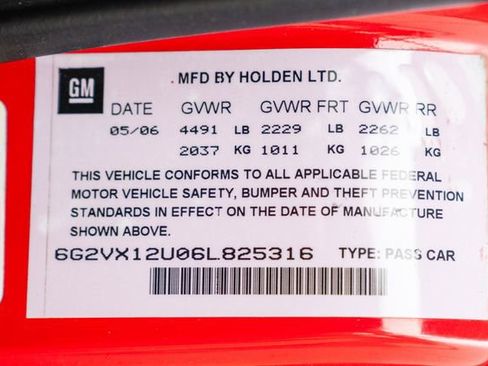 GM
MFD BY HOLDEN LTD.
DATE GVWR GVWR FRT GVWR RR
05/06 4491 LB 2229 LB 2262 LB
2037 KG 1011 KG 1026 KG
THIS VEHICLE CONFORMS TO ALL APPLICABLE FEDERAL
MOTOR VEHICLE SAFETY, BUMPER AND THEFT PREVENTION
STANDARDS IN EFFECT ON THE DATE OF MANUFACTURE
SHOWN ABOVE.
6G2VX12U06L825316 TYPE: PASS CAR